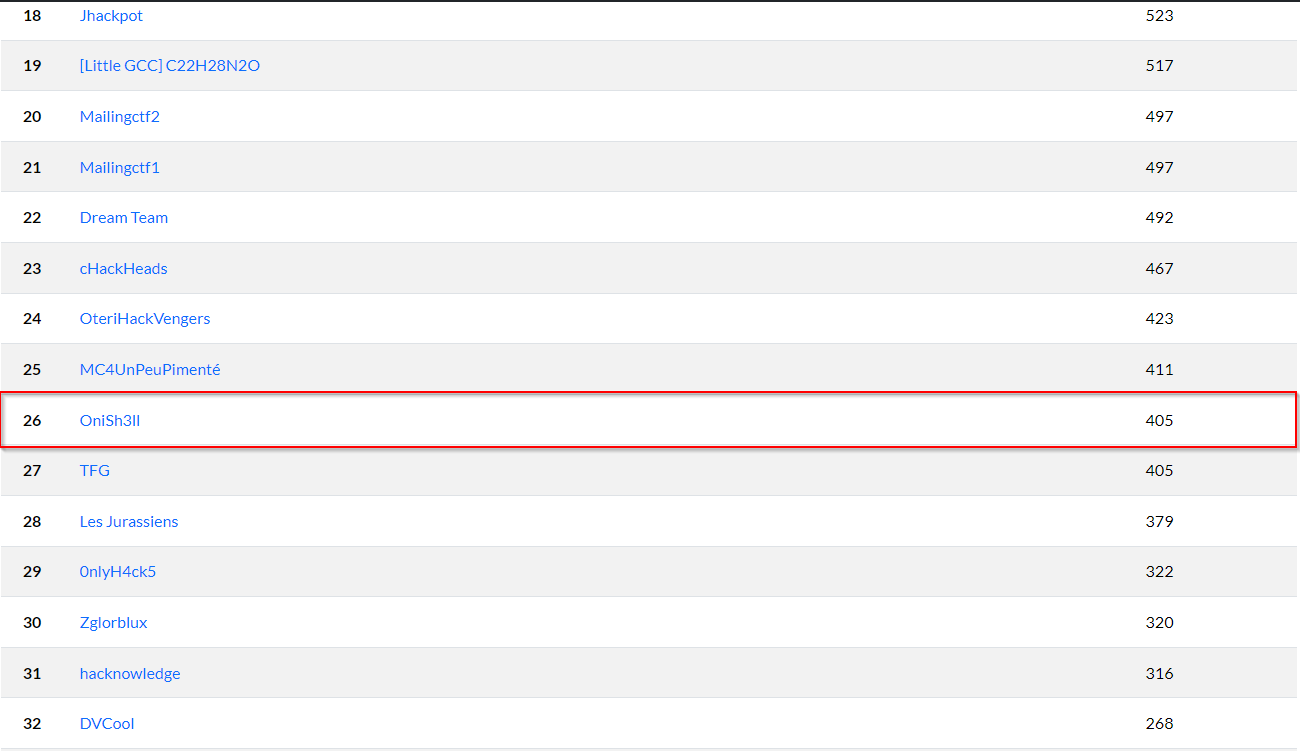 18 Jhackpot 523
19 [Little GCC] C22H28N2O 517
20 Mailingctf2 497
21 Mailingctf1 497
22 Dream Team 492
23 cHackHeads 467
24 OteriHackVengers 423
25 MC4UnPeuPimenté 411
26 OniSh3ll 405
27 TFG 405
28 Les Jurassiens 379
29 0nlyH4ck5 322
30 Zglorblux 320
31 hacknowledge 316
32 DVCool 268